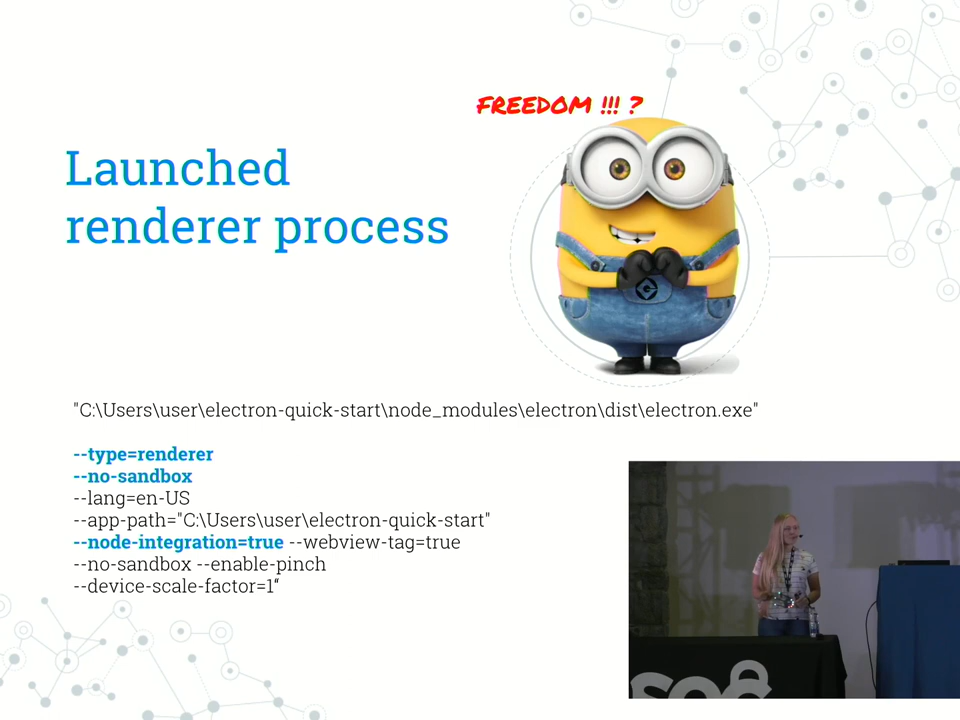 FREEDOM !!! ?
Launched
renderer process
"C:\Users\user\electron-quick-start\node_modules\electron\dist\electron.exe"
--type=renderer
--no-sandbox
--lang=en-US
--app-path="C:\Users\user\electron-quick-start"
--node-integration=true --webview-tag=true
--no-sandbox --enable-pinch
--device-scale-factor=1“